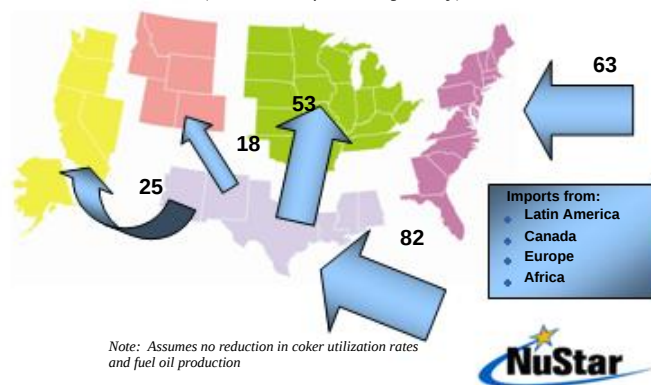 63
53
18
25
82
Imports from:
Latin America
Canada
Europe
Africa
Note: Assumes no reduction in coker utilization rates
and fuel oil production
NuStar